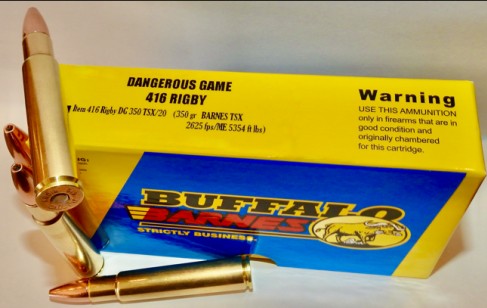 DANGEROUS GAME
416 RIGBY
Item 416 Rigby DG 350 TSX/20 (350 gr BARNES TSX
2625 fps/ME 5354 ft lbs)
Warning
USE THIS AMMUNITION
only in firearms that are in
good condition and
originally chambered
for this cartridge.
BUFFALO
BARNES
STRICTLY BUSINESS